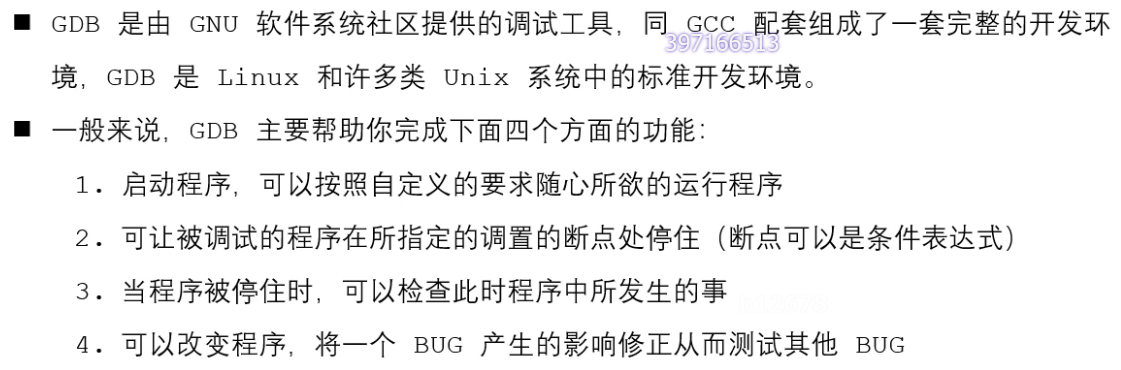 ■ GDB 是由 GNU 软件系统社区提供的调试工具，同 GCC 配套组成了一套完整的开发环
397166513
境，GDB 是 Linux 和许多类 Unix 系统中的标准开发环境。
■ 一般来说，GDB 主要帮助你完成下面四个方面的功能：
1. 启动程序，可以按照自定义的要求随心所欲的运行程序
2. 可让被调试的程序在所指定的调置的断点处停住（断点可以是条件表达式）
3. 当程序被停住时，可以检查此时程序中所发生的事
4. 可以改变程序，将一个 BUG 产生的影响修正从而测试其他 BUG